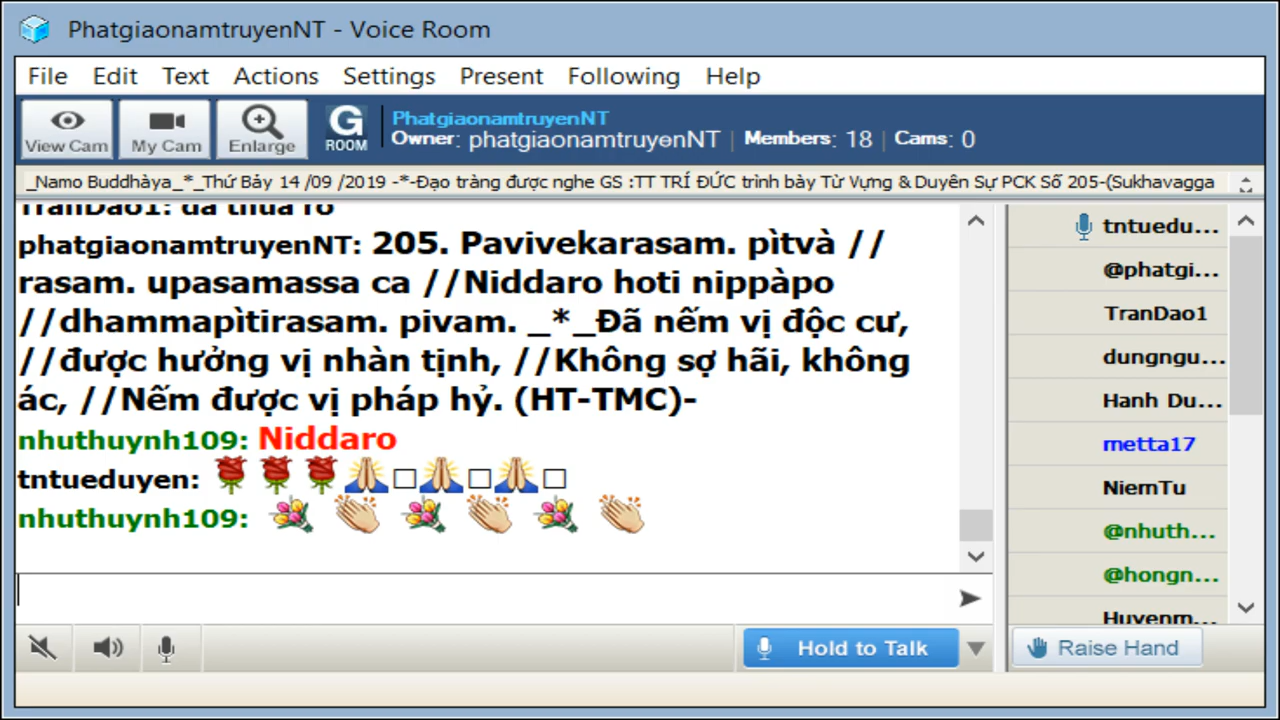 PhatgiaonamtruyenNT - Voice Room
File Edit Text Actions Settings Present Following Help
View Cam My Cam Enlarge G ROOM
PhatgiaonamtruyenNT
Owner: phatgiaonamtruyenNT | Members: 18 | Cams: 0
_Namo Buddhàya_*_Thứ Bảy 14 /09 /2019 -*-Đạo tràng được nghe GS :TT TRÍ ĐỨC trình bày Từ Vựng & Duyên Sự PCK Số 205-(Sukhavagga
TranDao1: da thua ro
phatgiaonamtruyenNT: 205. Pavivekarasam. pìtvà //
rasam. upasamassa ca //Niddaro hoti nippàpo
//dhammapìtirasam. pivam. _*_Đã nếm vị độc cư,
//được hưởng vị nhàn tịnh, //Không sợ hãi, không
ác, //Nếm được vị pháp hỷ. (HT-TMC)-
nhuthuynh109: Niddaro
tntueduyen: 🌹🌹🌹🙏□🙏□🙏□
nhuthuynh109: 💐👏💐👏💐👏
tntuedu...
@phatgi...
TranDao1
dungngu...
Hanh Du...
metta17
NiemTu
@nhuth...
@hongn...
Huyenm...
Hold to Talk
Raise Hand